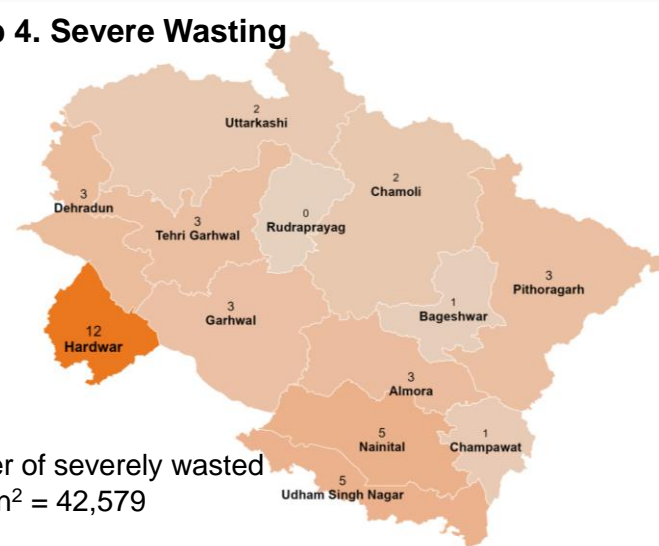 4. Severe Wasting
2
Uttarkashi
2
Chamoli
3
Dehradun
0
Rudraprayag
3
Tehri Garhwal
3
Pithoragarh
3
Garhwal
1
Bageshwar
12
Hardwar
3
Almora
5
Nainital
1
Champawat
of severely wasted
= 42,579
5
Udham Singh Nagar